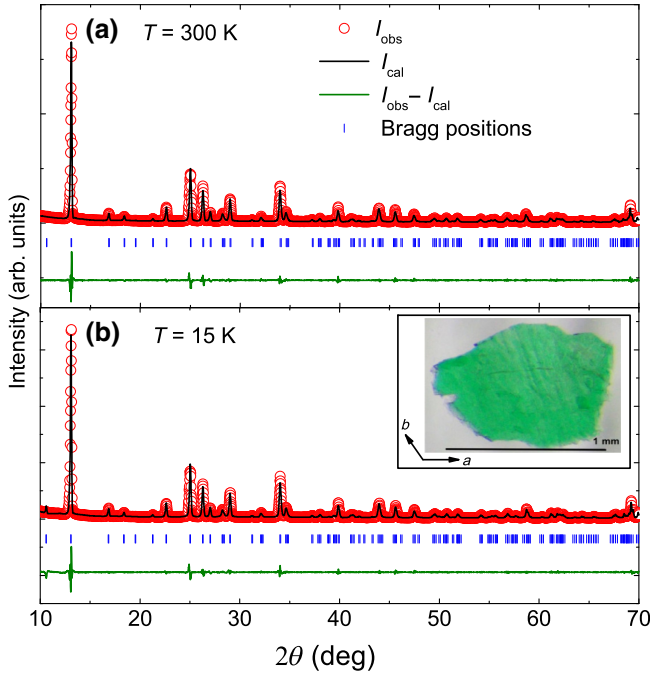 (a) T = 300 K
I_obs
I_cal
I_obs − I_cal
Bragg positions
Intensity (arb. units)
(b) T = 15 K
b
a
1 mm
10 20 30 40 50 60 70
2θ (deg)